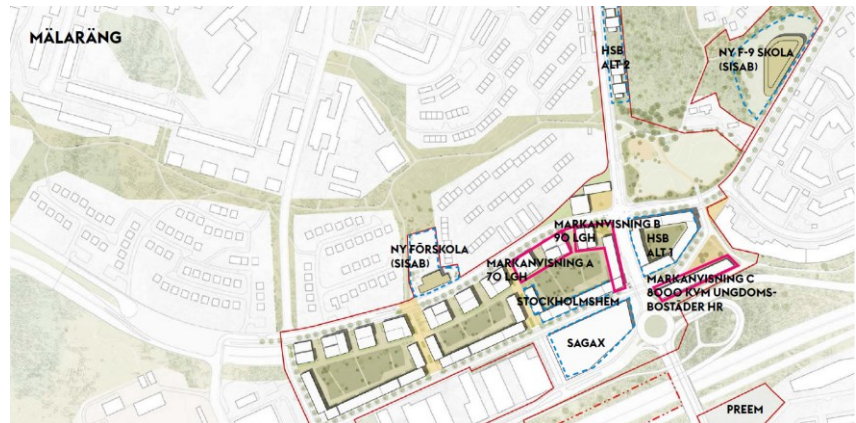 MÄLARÄNG
HSB
ALT 2
NY F-9 SKOLA
(SISAB)
NY FÖRSKOLA
(SISAB)
MARKANVISNING B
90 LGH
MARKANVISNING A
70 LGH
HSB
ALT 1
STOCKHOLMSHEM
MARKANVISNING C
8000 KVM UNGDOMS-
BOSTÄDER HR
SAGAX
PREEM